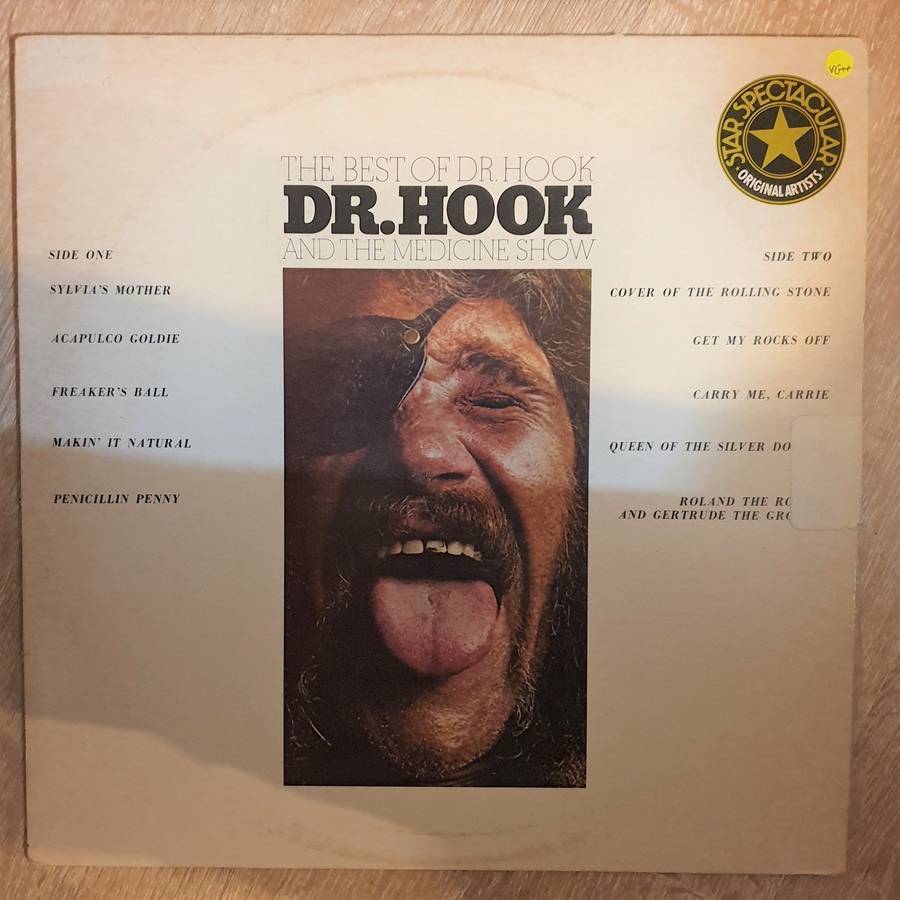 VG++
STAR SPECTACULAR
ORIGINAL ARTISTS
THE BEST OF DR. HOOK
DR. HOOK
AND THE MEDICINE SHOW
SIDE ONE
SYLVIA'S MOTHER
ACAPULCO GOLDIE
FREAKER'S BALL
MAKIN' IT NATURAL
PENICILLIN PENNY
SIDE TWO
COVER OF THE ROLLING STONE
GET MY ROCKS OFF
CARRY ME, CARRIE
QUEEN OF THE SILVER
ROLAND THE
AND GERTRUDE THE